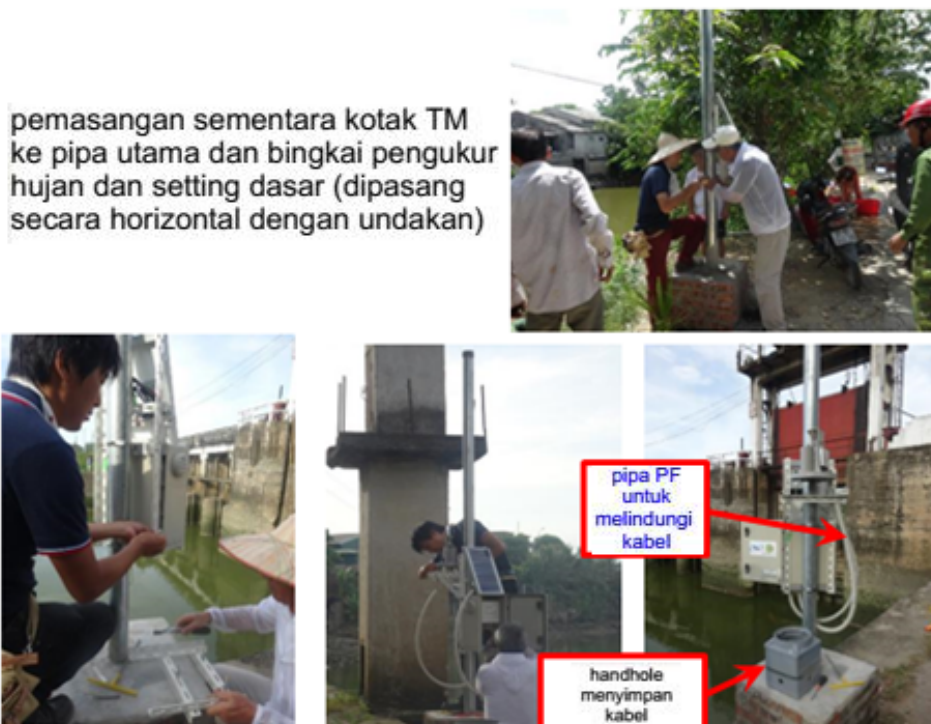 pemasangan sementara kotak TM
ke pipa utama dan bingkai pengukur
hujan dan setting dasar (dipasang
secara horizontal dengan undakan)
pipa PF
untuk
melindungi
kabel
handhole
menyimpan
kabel